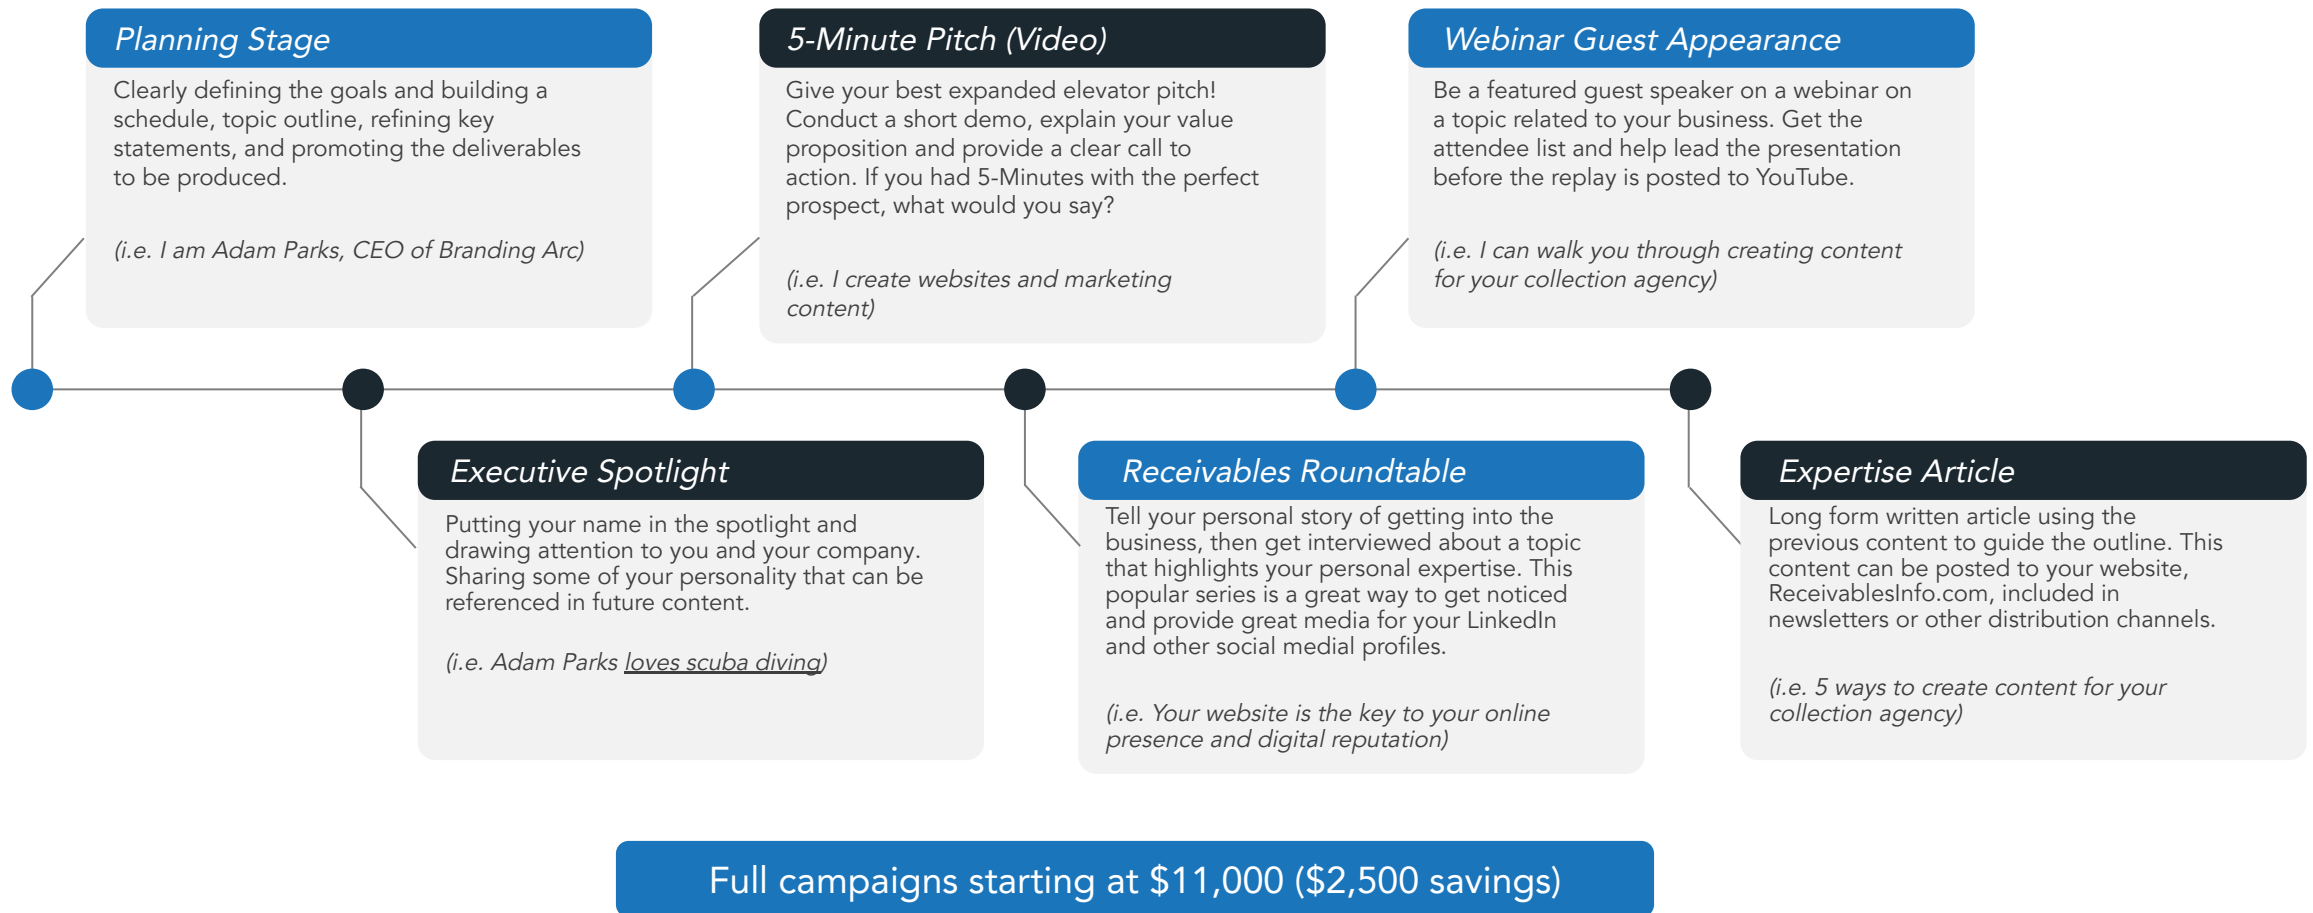 Planning Stage
Clearly defining the goals and building a
schedule, topic outline, refining key
statements, and promoting the deliverables
to be produced.
(i.e. I am Adam Parks, CEO of Branding Arc)
Executive Spotlight
Putting your name in the spotlight and
drawing attention to you and your company.
Sharing some of your personality that can be
referenced in future content.
(i.e. Adam Parks loves scuba diving)
5-Minute Pitch (Video)
Give your best expanded elevator pitch!
Conduct a short demo, explain your value
proposition and provide a clear call to
action. If you had 5-Minutes with the perfect
prospect, what would you say?
(i.e. I create websites and marketing
content)
Receivables Roundtable
Tell your personal story of getting into the
business, then get interviewed about a topic
that highlights your personal expertise. This
popular series is a great way to get noticed
and provide great media for your LinkedIn
and other social medial profiles.
(i.e. Your website is the key to your online
presence and digital reputation)
Webinar Guest Appearance
Be a featured guest speaker on a webinar on
a topic related to your business. Get the
attendee list and help lead the presentation
before the replay is posted to YouTube.
(i.e. I can walk you through creating content
for your collection agency)
Expertise Article
Long form written article using the
previous content to guide the outline. This
content can be posted to your website,
ReceivablesInfo.com, included in
newsletters or other distribution channels.
(i.e. 5 ways to create content for your
collection agency)
Full campaigns starting at $11,000 ($2,500 savings)